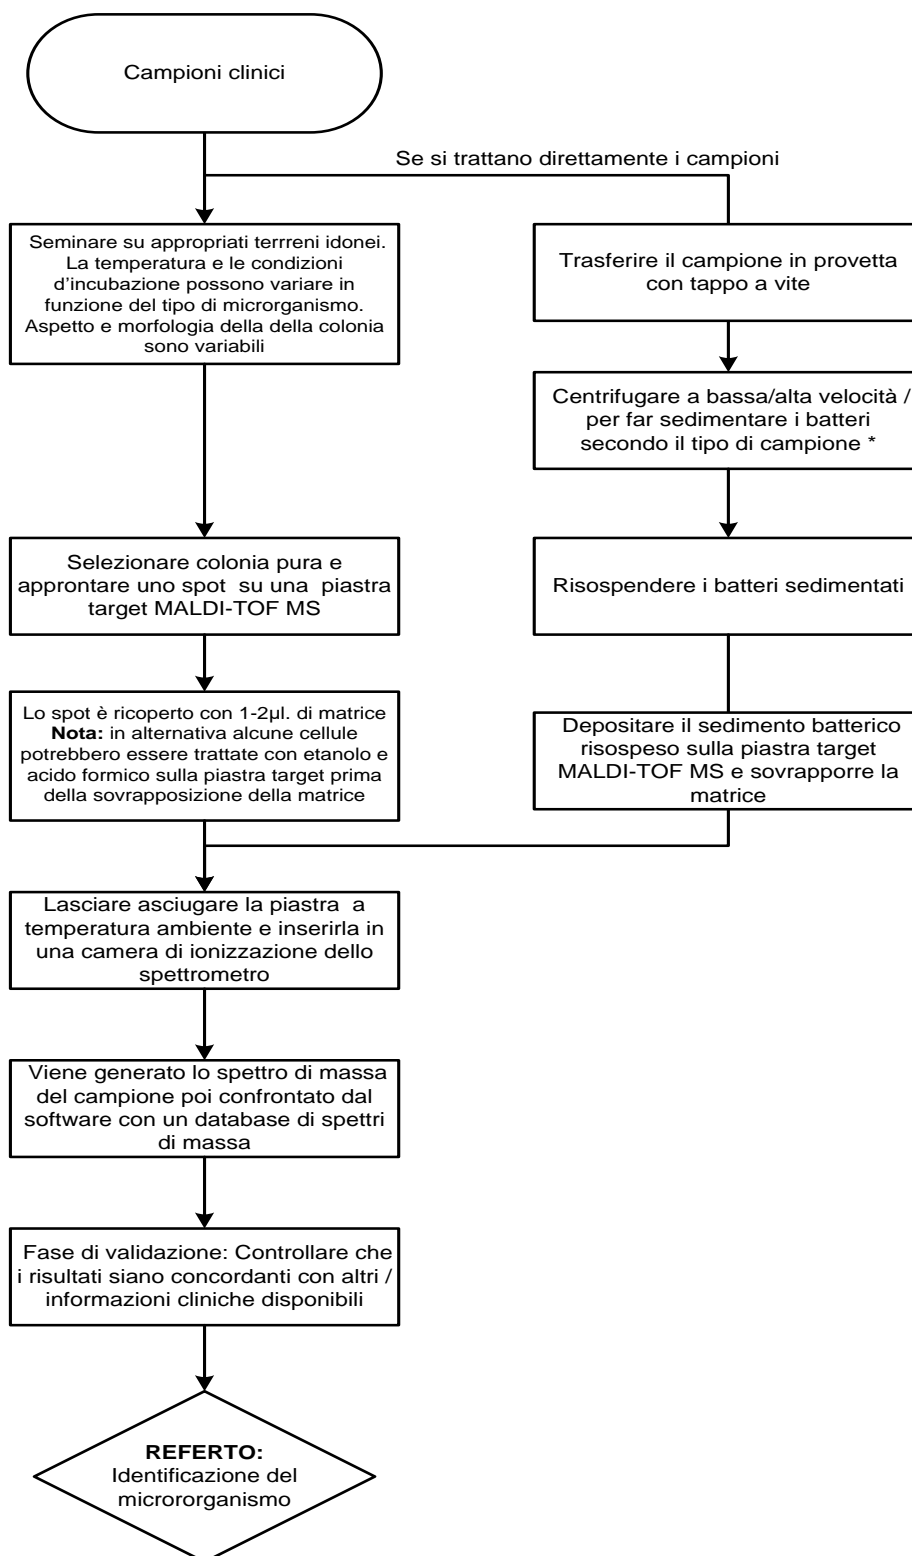 Campioni clinici
Se si trattano direttamente i campioni
Seminare su appropriati terrreni idonei.
La temperatura e le condizioni
d’incubazione possono variare in
funzione del tipo di microrganismo.
Aspetto e morfologia della della colonia
sono variabili
Trasferire il campione in provetta
con tappo a vite
Centrifugare a bassa/alta velocità /
per far sedimentare i batteri
secondo il tipo di campione *
Selezionare colonia pura e
approntare uno spot su una piastra
target MALDI-TOF MS
Risospendere i batteri sedimentati
Lo spot è ricoperto con 1-2µl. di matrice
Nota: in alternativa alcune cellule
potrebbero essere trattate con etanolo e
acido formico sulla piastra target prima
della sovrapposizione della matrice
Depositare il sedimento batterico
risospeso sulla piastra target
MALDI-TOF MS e sovrapporre la
matrice
Lasciare asciugare la piastra a
temperatura ambiente e inserirla in
una camera di ionizzazione dello
spettrometro
Viene generato lo spettro di massa
del campione poi confrontato dal
software con un database di spettri
di massa
Fase di validazione: Controllare che
i risultati siano concordanti con altri /
informazioni cliniche disponibili
REFERTO:
Identificazione del
micrororganismo